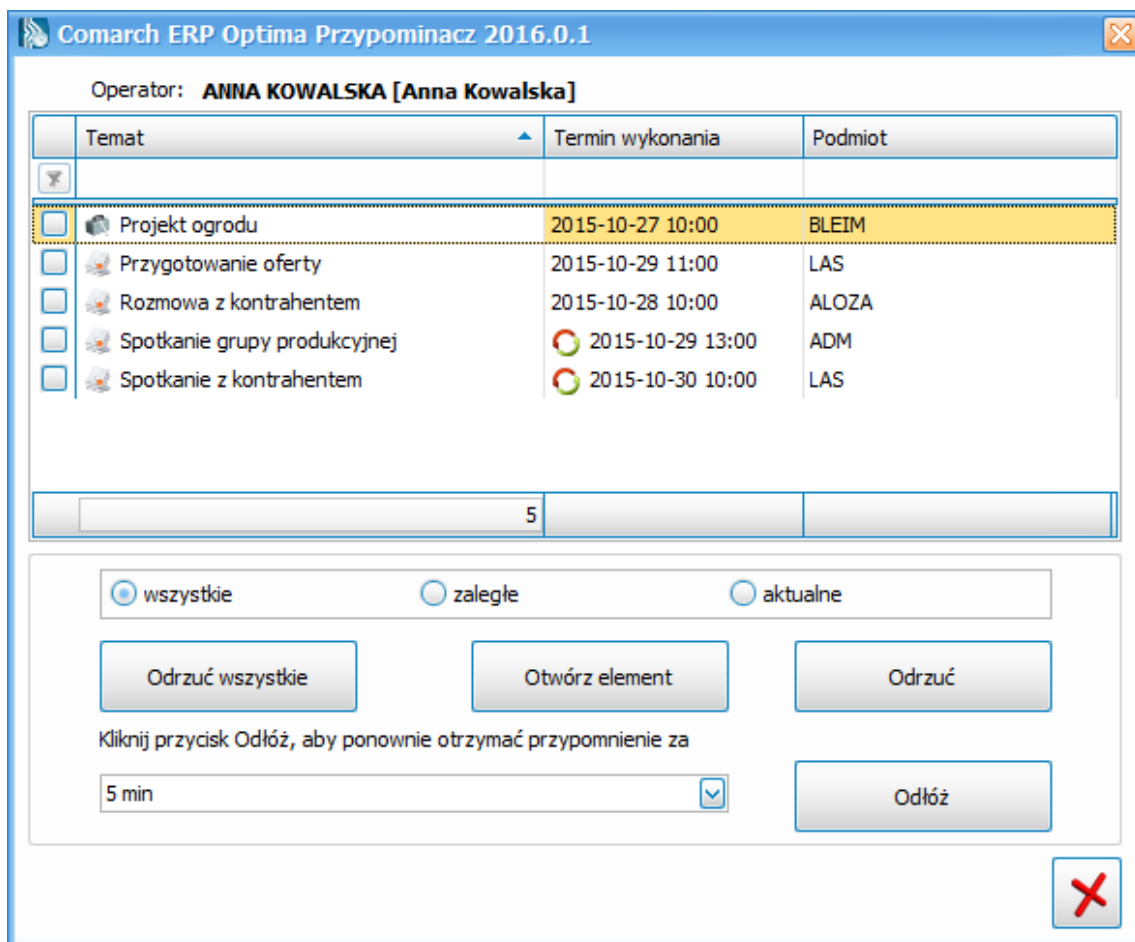 Comarch ERP Optima Przypominacz 2016.0.1
Operator: ANNA KOWALSKA [Anna Kowalska]
Temat Termin wykonania Podmiot
Projekt ogrodu 2015-10-27 10:00 BLEIM
Przygotowanie oferty 2015-10-29 11:00 LAS
Rozmowa z kontrahentem 2015-10-28 10:00 ALOZA
Spotkanie grupy produkcyjnej 2015-10-29 13:00 ADM
Spotkanie z kontrahentem 2015-10-30 10:00 LAS
5
wszystkie zaległe aktualne
Odrzuć wszystkie Otwórz element Odrzuć
Kliknij przycisk Odłóż, aby ponownie otrzymać przypomnienie za
5 min Odłóż